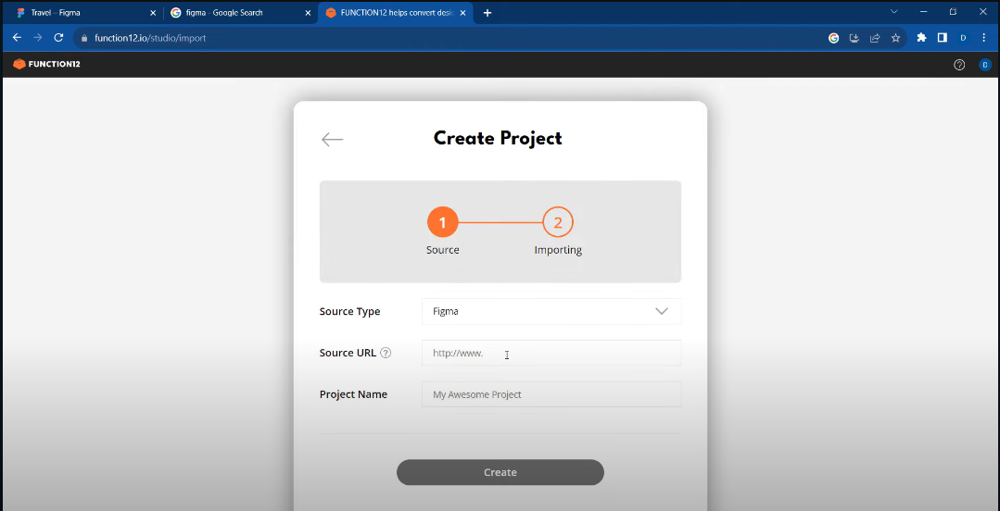 Travel – Figma
figma - Google Search
FUNCTION12 helps convert desi
function12.io/studio/import
D
FUNCTION12
D
Create Project
1
2
Source
Importing
Source Type
Figma
Source URL ?
http://www.
Project Name
My Awesome Project
Create